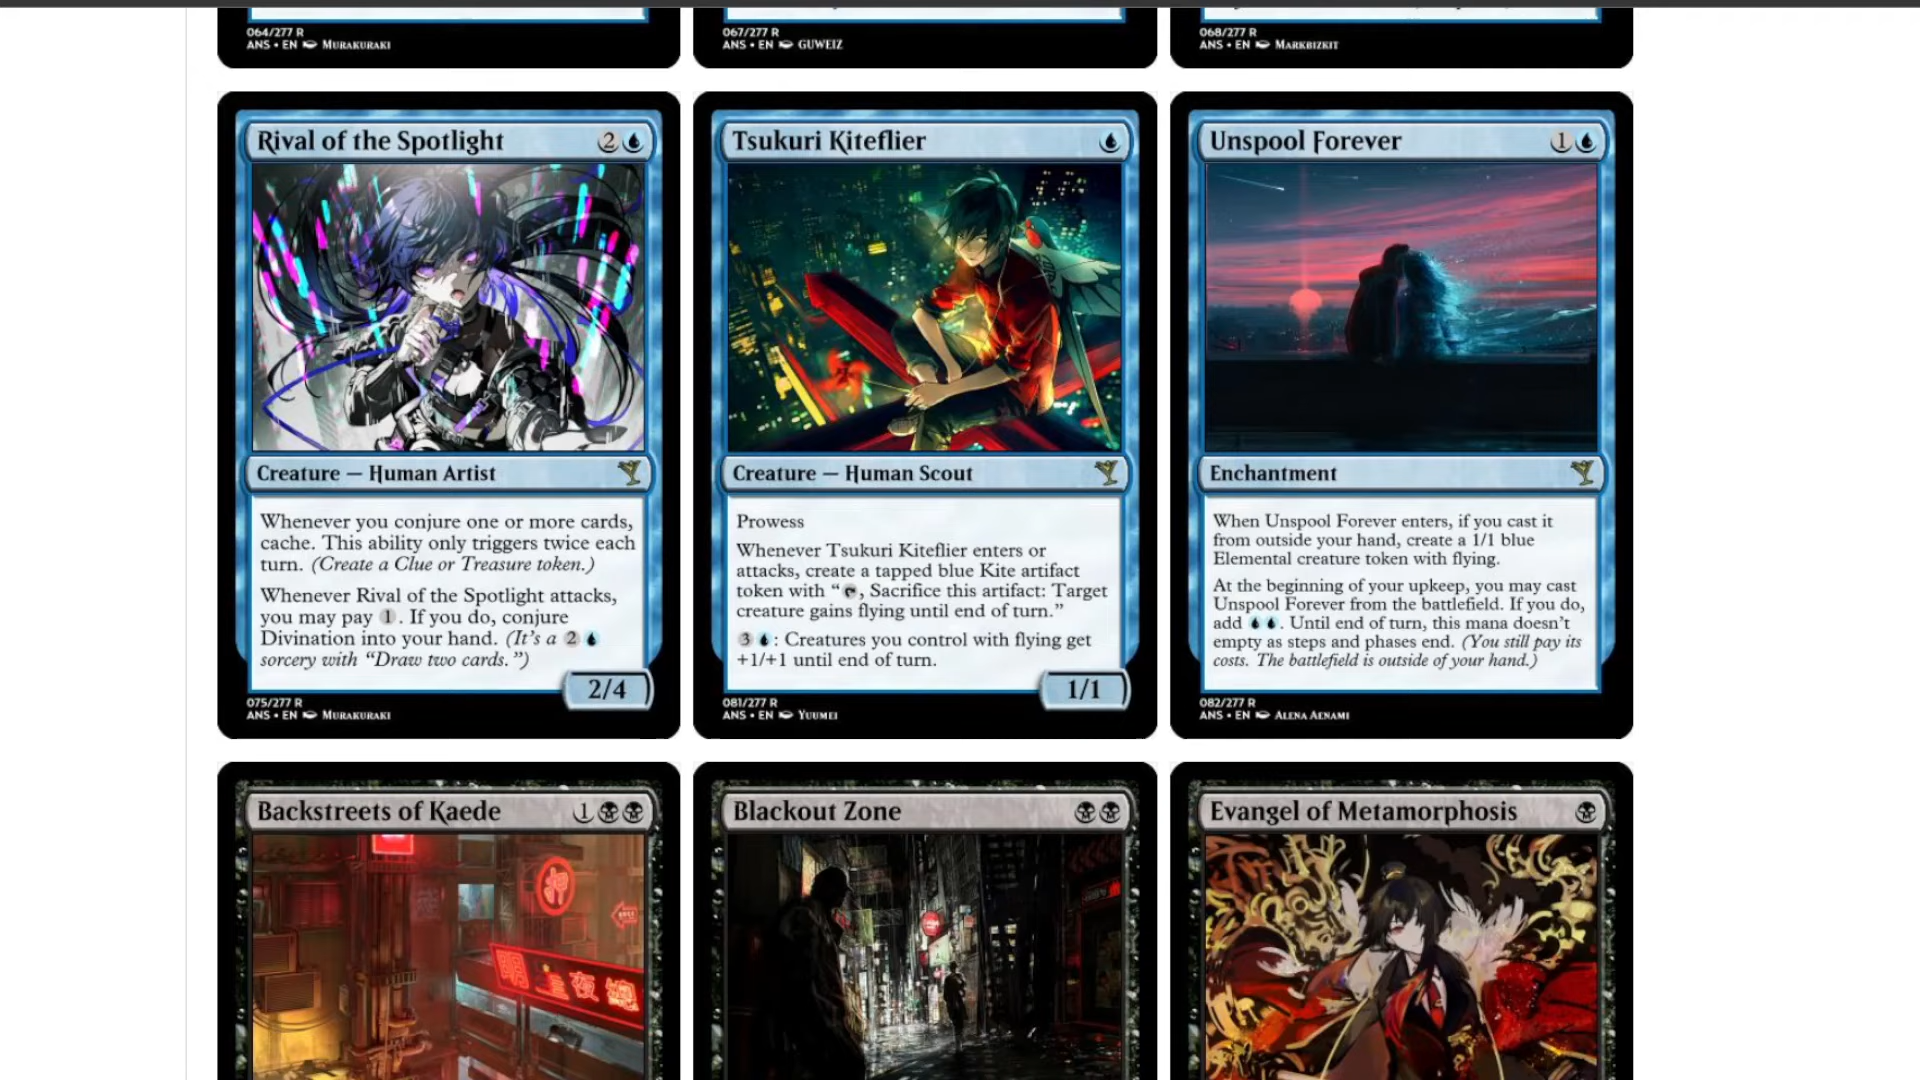 064/277 R
ANS • EN MURAKURAKI
067/277 R
ANS • EN GUWEIZ
068/277 R
ANS • EN MARKBIZKIT
Rival of the Spotlight 2
Creature — Human Artist
Whenever you conjure one or more cards,
cache. This ability only triggers twice each
turn. (Create a Clue or Treasure token.)
Whenever Rival of the Spotlight attacks,
you may pay 1. If you do, conjure
Divination into your hand. (It's a 2
sorcery with "Draw two cards.")
2/4
075/277 R
ANS • EN MURAKURAKI
Tsukuri Kiteflier
Creature — Human Scout
Prowess
Whenever Tsukuri Kiteflier enters or
attacks, create a tapped blue Kite artifact
token with " , Sacrifice this artifact: Target
creature gains flying until end of turn."
3 : Creatures you control with flying get
+1/+1 until end of turn.
1/1
081/277 R
ANS • EN YUUMEI
Unspool Forever 1
Enchantment
When Unspool Forever enters, if you cast it
from outside your hand, create a 1/1 blue
Elemental creature token with flying.
At the beginning of your upkeep, you may cast
Unspool Forever from the battlefield. If you do,
add . Until end of turn, this mana doesn't
empty as steps and phases end. (You still pay its
costs. The battlefield is outside of your hand.)
082/277 R
ANS • EN ALENA AENAMI
Backstreets of Kaede 1
押
Blackout Zone
Evangel of Metamorphosis